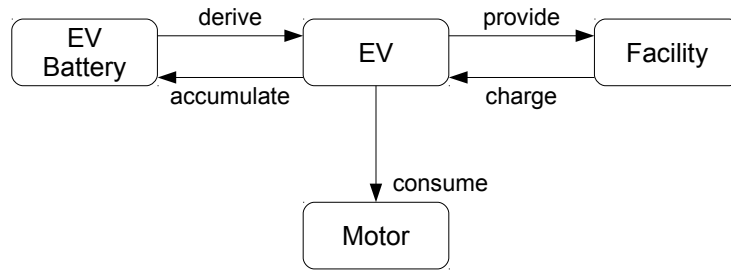 derive
provide
EV
Battery
EV
Facility
accumulate
charge
consume
Motor